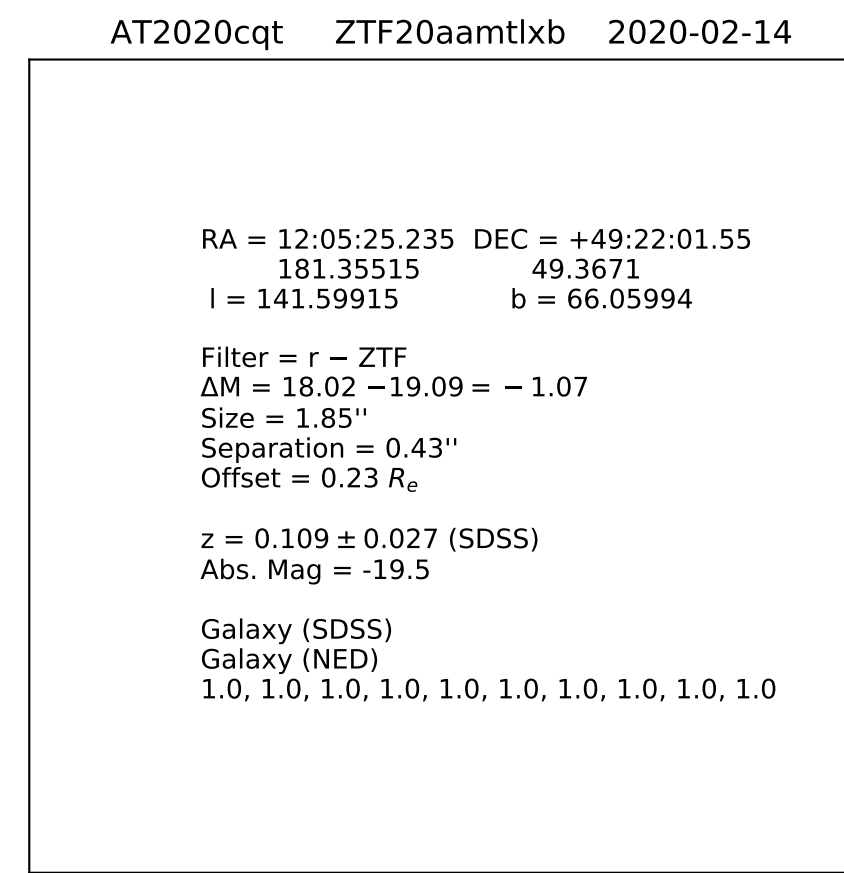 AT2020cqt ZTF20aamtlxb 2020-02-14
RA = 12:05:25.235 DEC = +49:22:01.55
181.35515 49.3671
l = 141.59915 b = 66.05994
Filter = r − ZTF
ΔM = 18.02 −19.09 = − 1.07
Size = 1.85''
Separation = 0.43''
Offset = 0.23 Rₑ
z = 0.109 ± 0.027 (SDSS)
Abs. Mag = -19.5
Galaxy (SDSS)
Galaxy (NED)
1.0, 1.0, 1.0, 1.0, 1.0, 1.0, 1.0, 1.0, 1.0, 1.0